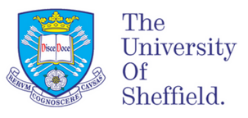 Disce Doce
RERVM COGNOSCERE CAVSAS
The
University
Of
Sheffield.